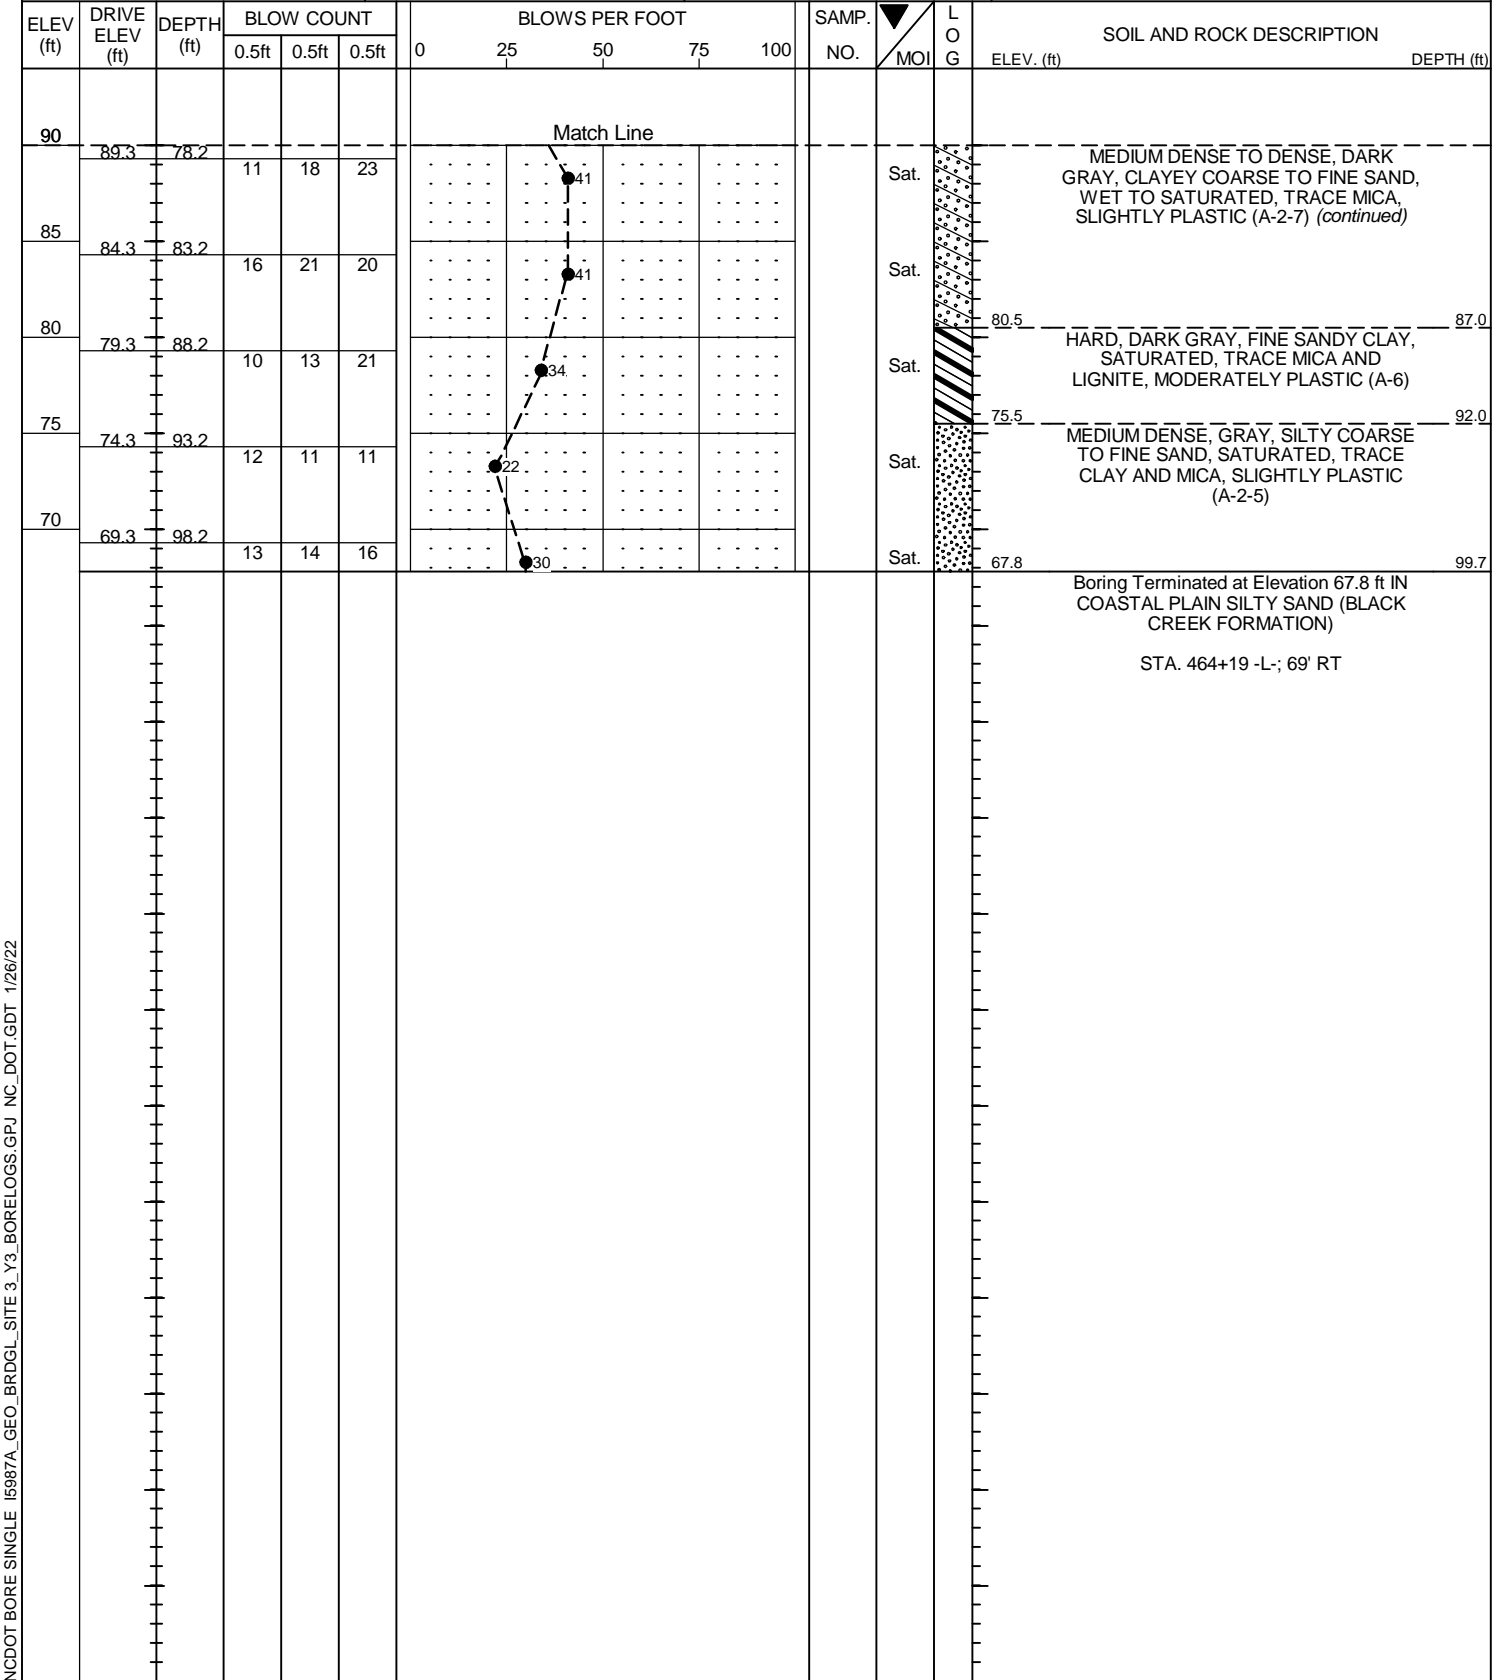 ELEV (ft) DRIVE ELEV (ft) DEPTH (ft) BLOW COUNT BLOWS PER FOOT SAMP. NO. MOI LOG SOIL AND ROCK DESCRIPTION
0.5ft 0.5ft 0.5ft 0 25 50 75 100 ELEV. (ft) DEPTH (ft)
90 Match Line
89.3 78.2
11 18 23 41 Sat.
MEDIUM DENSE TO DENSE, DARK
GRAY, CLAYEY COARSE TO FINE SAND,
WET TO SATURATED, TRACE MICA,
SLIGHTLY PLASTIC (A-2-7) (continued)
85
84.3 83.2
16 21 20 41 Sat.
80.5 87.0
80
79.3 88.2
10 13 21 34 Sat.
HARD, DARK GRAY, FINE SANDY CLAY,
SATURATED, TRACE MICA AND
LIGNITE, MODERATELY PLASTIC (A-6)
75.5 92.0
75
74.3 93.2
12 11 11 22 Sat.
MEDIUM DENSE, GRAY, SILTY COARSE
TO FINE SAND, SATURATED, TRACE
CLAY AND MICA, SLIGHTLY PLASTIC
(A-2-5)
70
69.3 98.2
13 14 16 30 Sat.
67.8 99.7
Boring Terminated at Elevation 67.8 ft IN
COASTAL PLAIN SILTY SAND (BLACK
CREEK FORMATION)
STA. 464+19 -L-; 69' RT
NCDOT BORE SINGLE I5987A_GEO_BRDGL_SITE 3_Y3_BORELOGS.GPJ NC_DOT.GDT 1/26/22